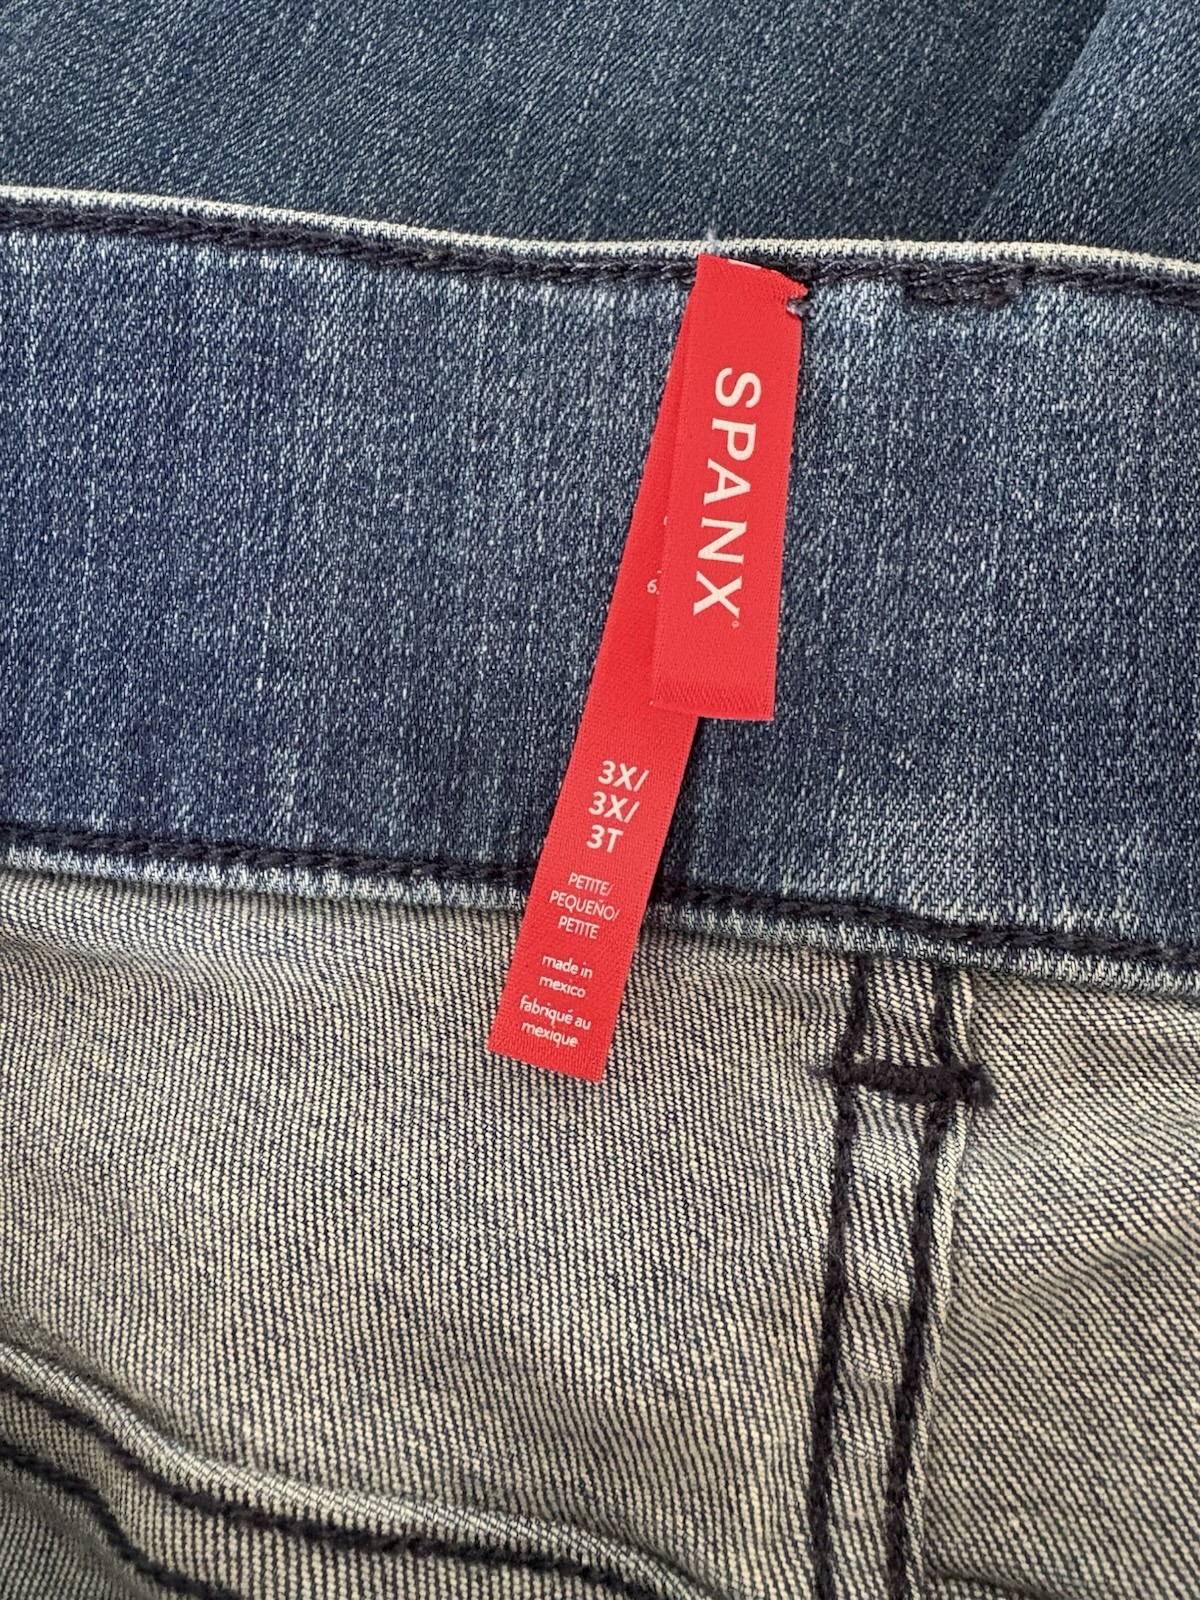 SPANX
3X/
3X/
3T
PETITE/
PEQUEÑO/
PETITE
made in
mexico
fabriqué au
mexique